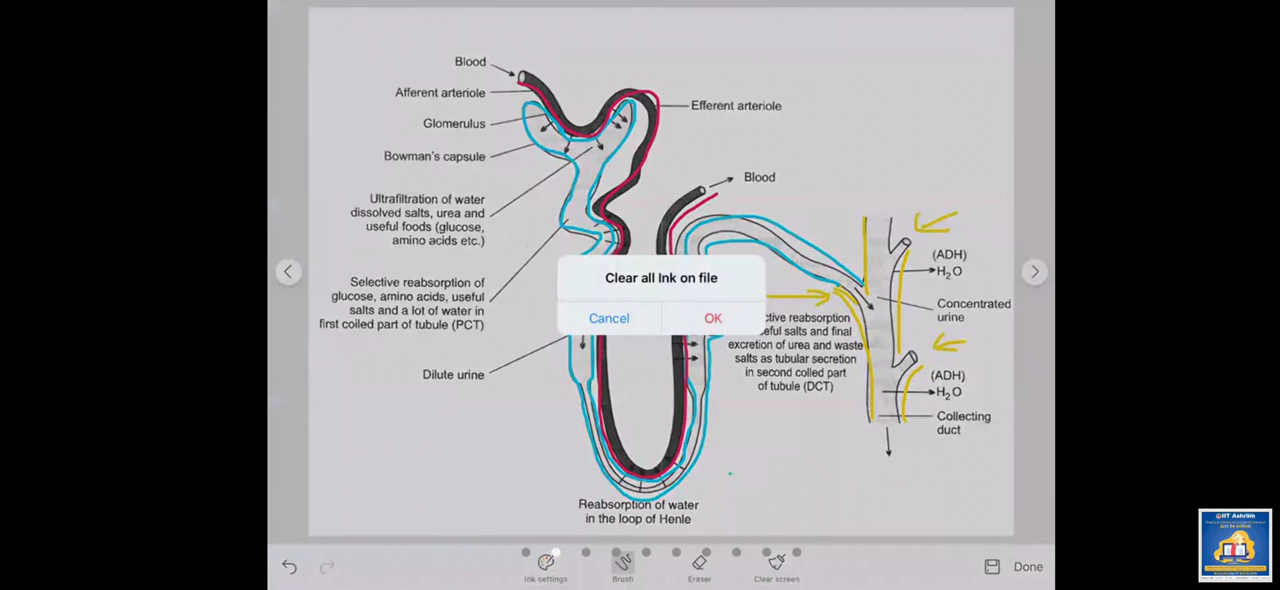 Blood
Afferent arteriole
Glomerulus
Bowman's capsule
Efferent arteriole
Blood
Ultrafiltration of water
dissolved salts, urea and
useful foods (glucose,
amino acids etc.)
Selective reabsorption of
glucose, amino acids, useful
salts and a lot of water in
first coiled part of tubule (PCT)
Dilute urine
Clear all Ink on file
Cancel
OK
ctive reabsorption
eful salts and final
excretion of urea and waste
salts as tubular secretion
in second colled part
of tubule (DCT)
(ADH)
H₂O
Concentrated
urine
(ADH)
H₂O
Collecting
duct
Reabsorption of water
in the loop of Henle
Ink settings
Brush
Eraser
Clear screen
Done
IIT Ashram